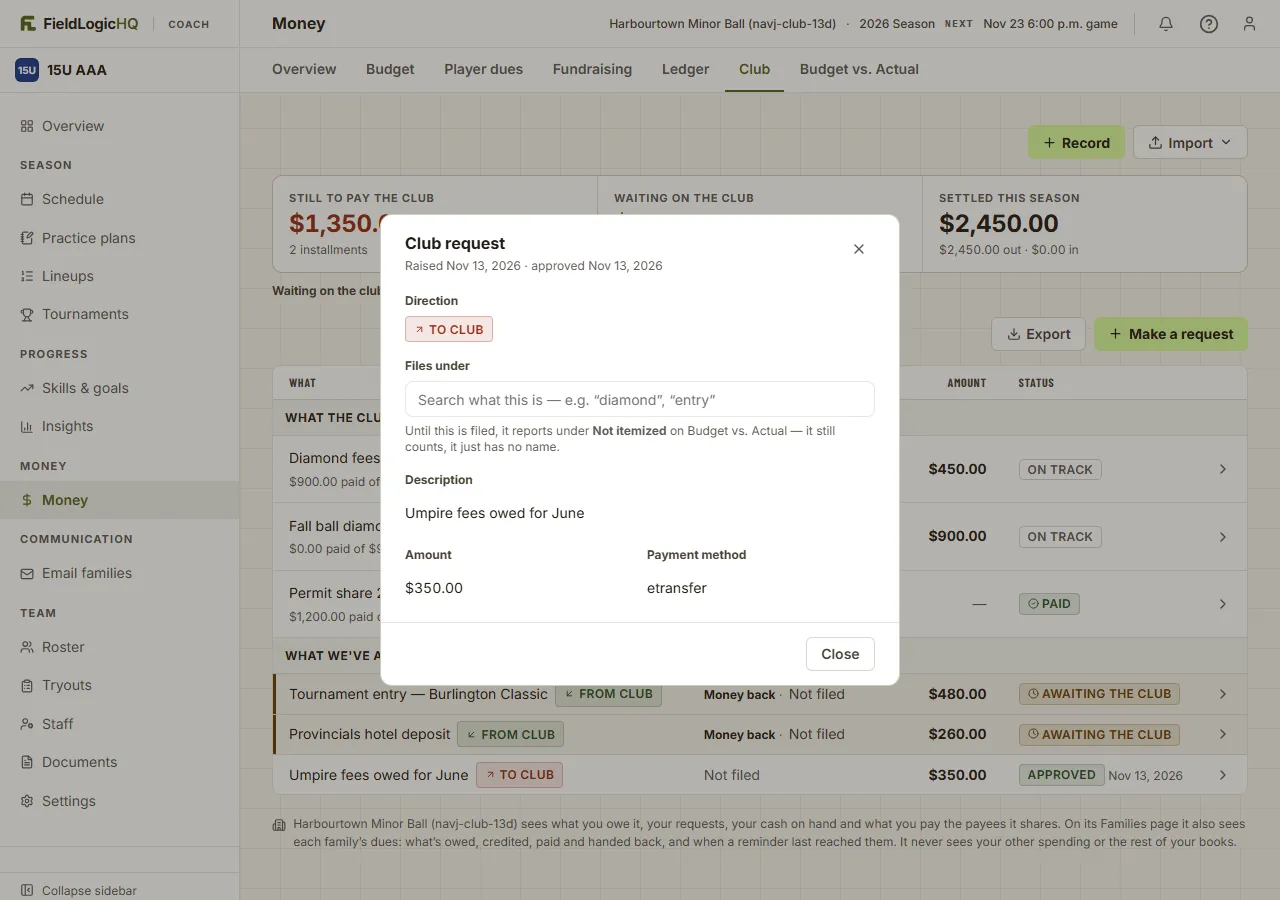 FieldLogicHQ COACH
Money
Harbourtown Minor Ball (navj-club-13d) · 2026 Season NEXT Nov 23 6:00 p.m. game
15U 15U AAA
Overview Budget Player dues Fundraising Ledger Club Budget vs. Actual
Overview
SEASON
Schedule
Practice plans
Lineups
Tournaments
PROGRESS
Skills & goals
Insights
MONEY
Money
COMMUNICATION
Email families
TEAM
Roster
Tryouts
Staff
Documents
Settings
Collapse sidebar
+ Record Import
STILL TO PAY THE CLUB
$1,350.
2 installments
WAITING ON THE CLUB
SETTLED THIS SEASON
$2,450.00
$2,450.00 out · $0.00 in
Waiting on the club
Export + Make a request
WHAT AMOUNT STATUS
WHAT THE CLU
Diamond fees $450.00 ON TRACK
$900.00 paid of
Fall ball diamo $900.00 ON TRACK
$0.00 paid of $9
Permit share 2 — PAID
$1,200.00 paid o
WHAT WE'VE A
Tournament entry — Burlington Classic FROM CLUB Money back · Not filed $480.00 AWAITING THE CLUB
Provincials hotel deposit FROM CLUB Money back · Not filed $260.00 AWAITING THE CLUB
Umpire fees owed for June TO CLUB Not filed $350.00 APPROVED Nov 13, 2026
Harbourtown Minor Ball (navj-club-13d) sees what you owe it, your requests, your cash on hand and what you pay the payees it shares. On its Families page it also sees
each family's dues: what's owed, credited, paid and handed back, and when a reminder last reached them. It never sees your other spending or the rest of your books.
Club request
Raised Nov 13, 2026 · approved Nov 13, 2026
Direction
TO CLUB
Files under
Search what this is — e.g. “diamond”, “entry”
Until this is filed, it reports under Not itemized on Budget vs. Actual — it still
counts, it just has no name.
Description
Umpire fees owed for June
Amount Payment method
$350.00 etransfer
Close